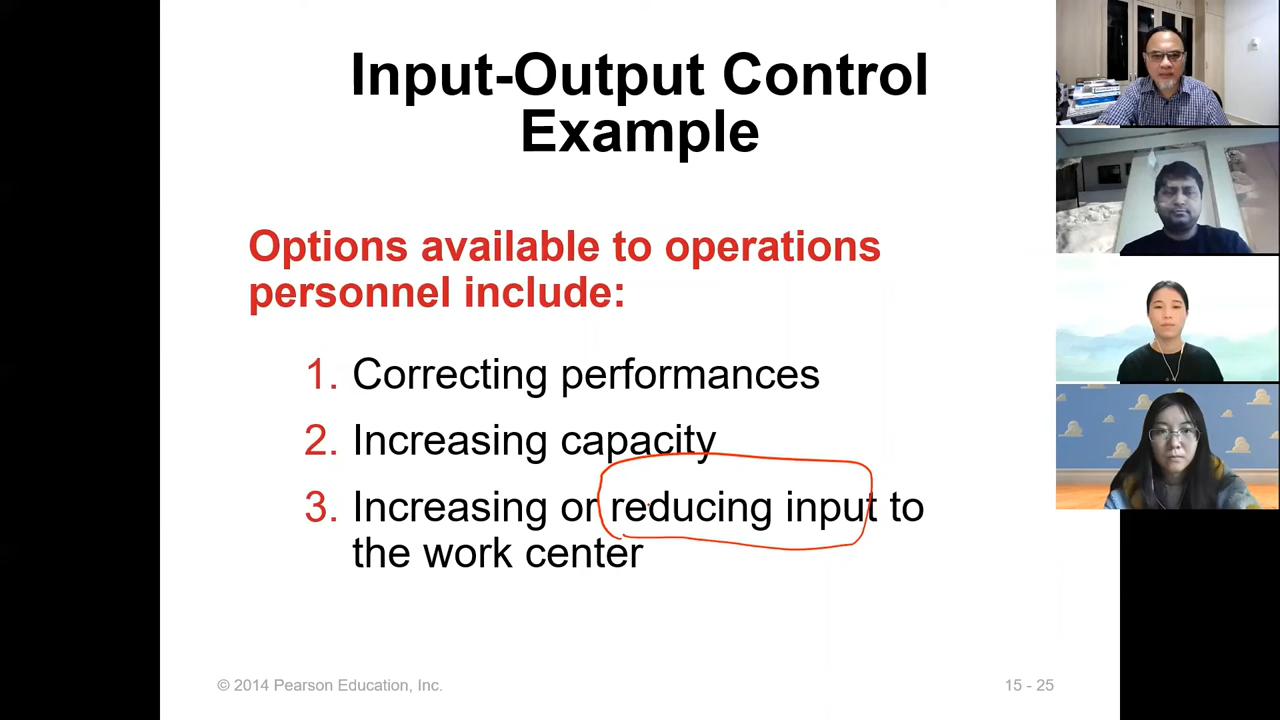 Input-Output Control
Example
Options available to operations
personnel include:
1. Correcting performances
2. Increasing capacity
3. Increasing or reducing input to
the work center
© 2014 Pearson Education, Inc.
15 - 25